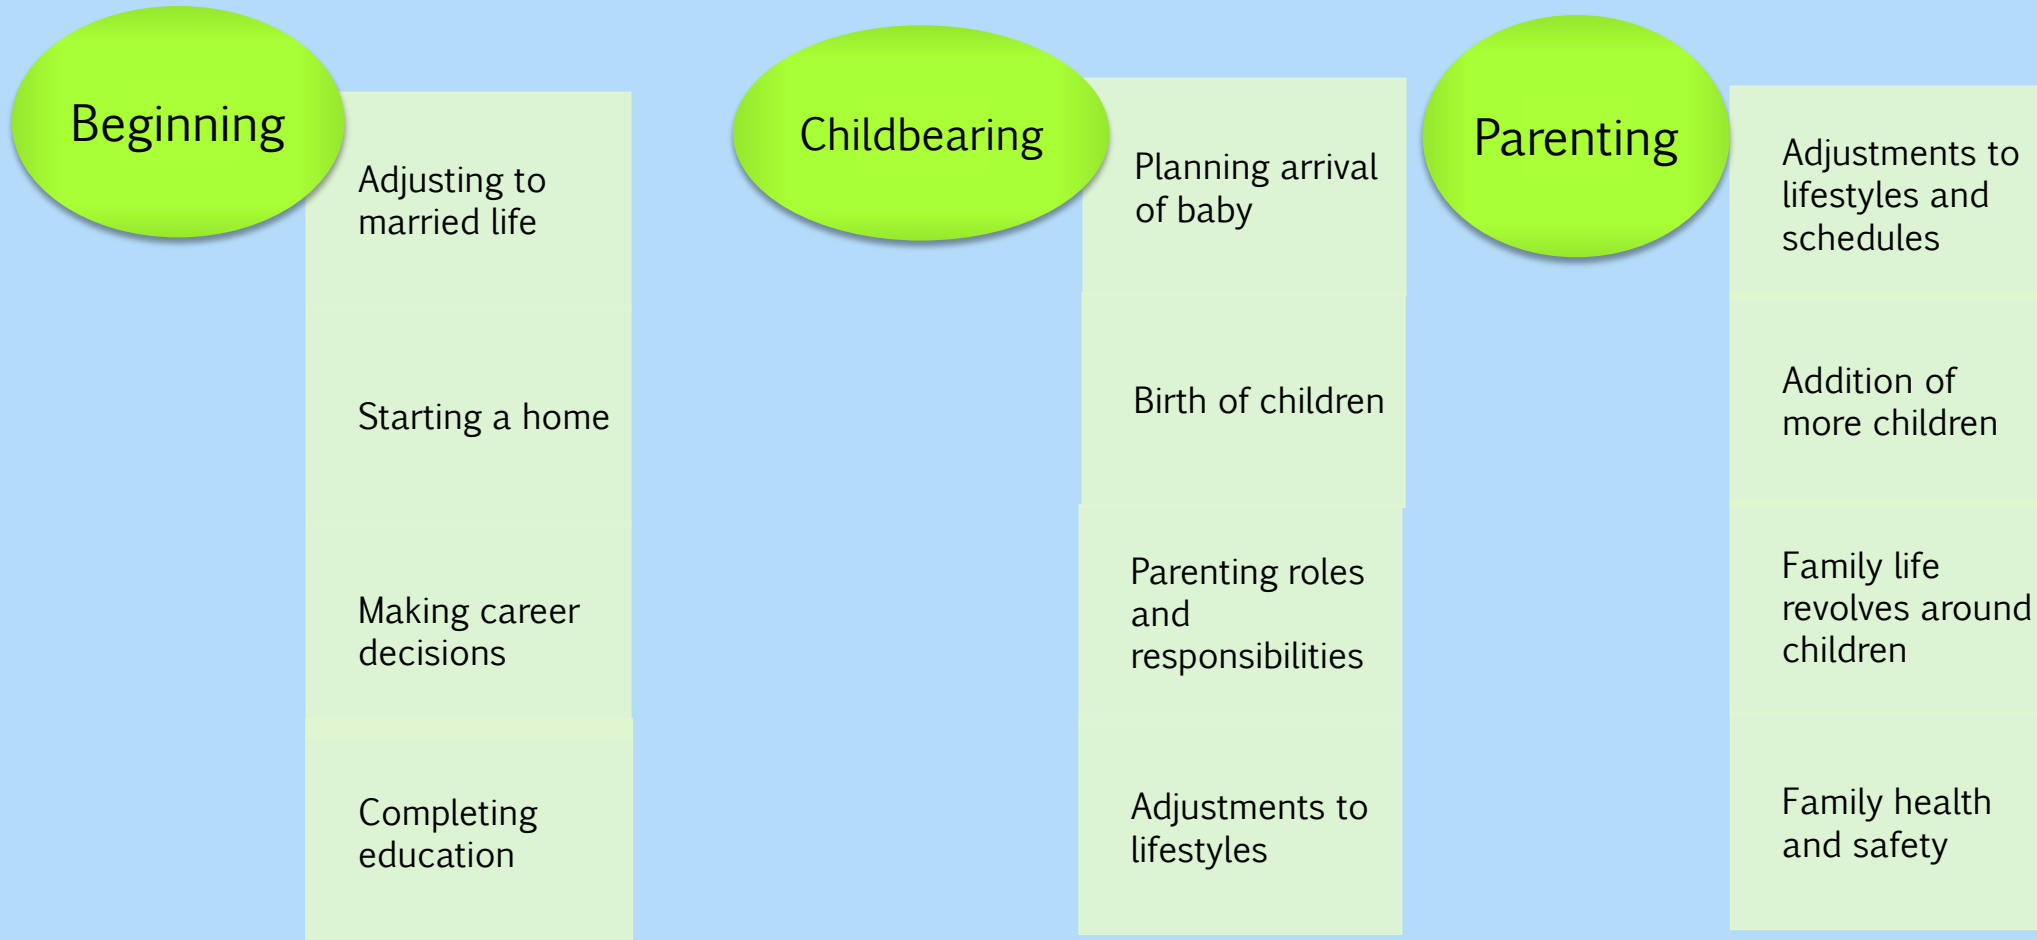 Beginning
Adjusting to
married life
Starting a home
Making career
decisions
Completing
education
Childbearing
Planning arrival
of baby
Birth of children
Parenting roles
and
responsibilities
Adjustments to
lifestyles
Parenting
Adjustments to
lifestyles and
schedules
Addition of
more children
Family life
revolves around
children
Family health
and safety